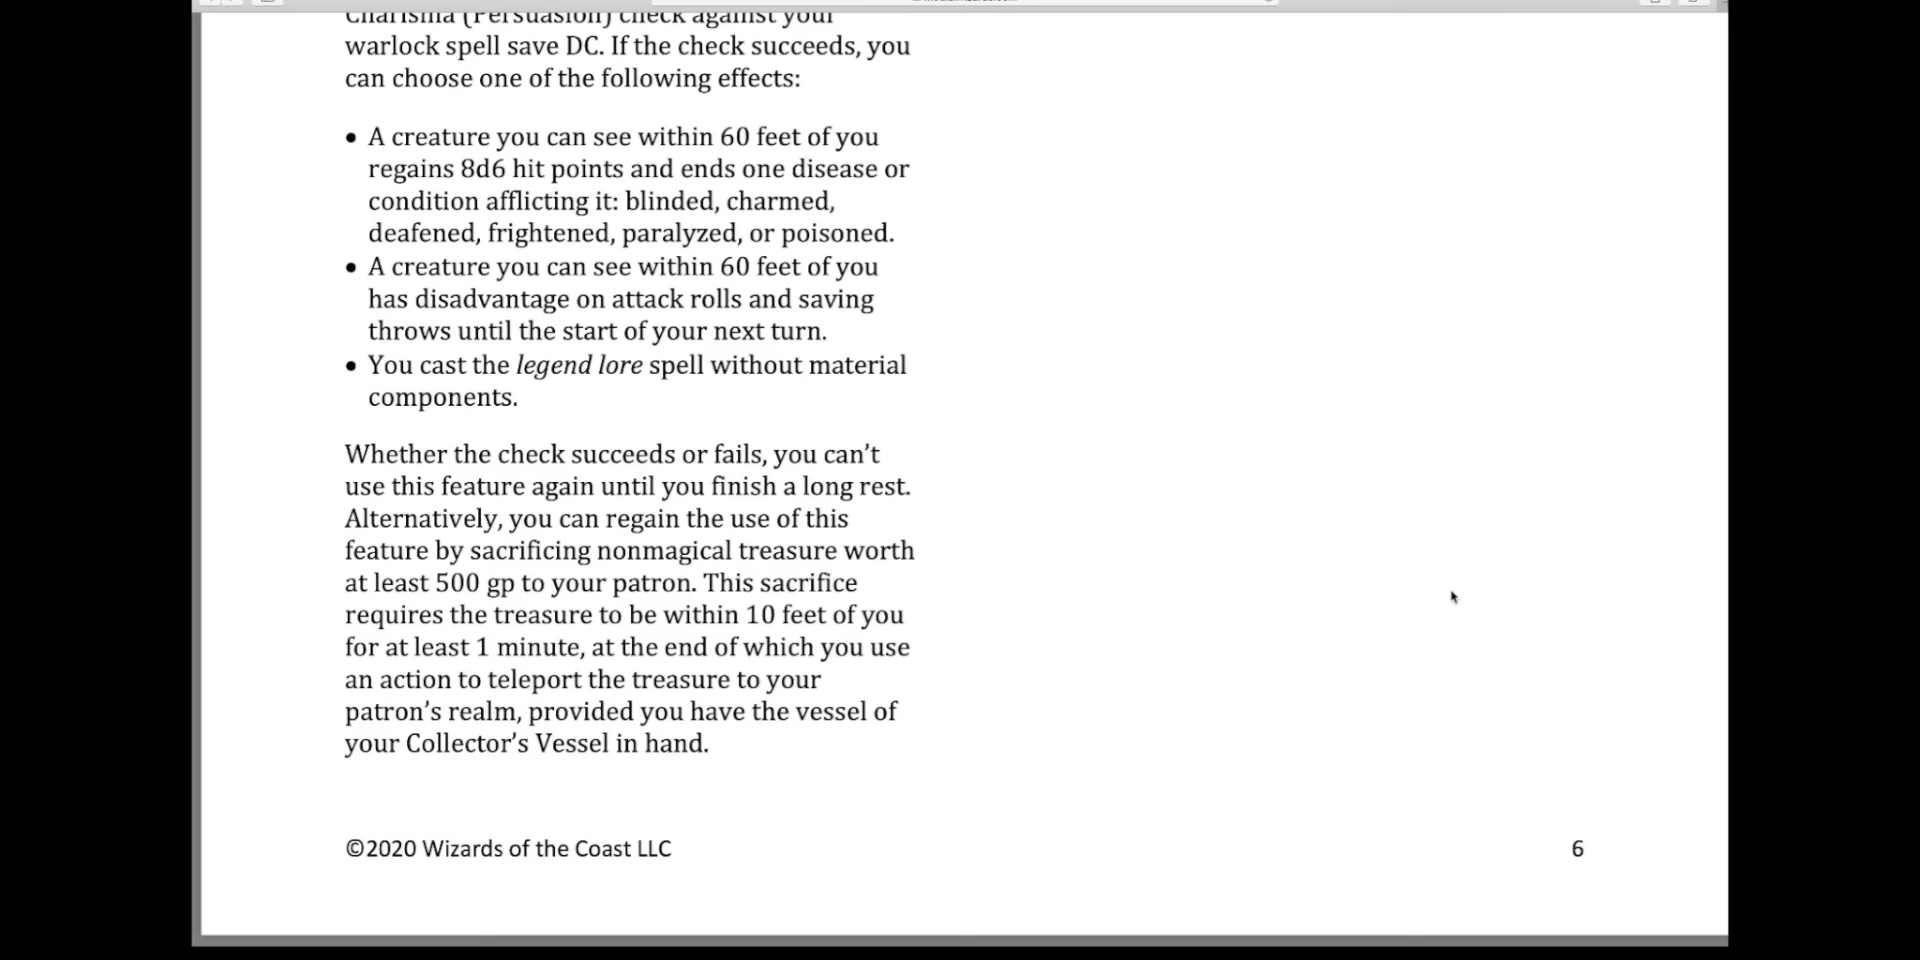 Charisma (Persuasion) check against your
warlock spell save DC. If the check succeeds, you
can choose one of the following effects:
• A creature you can see within 60 feet of you
regains 8d6 hit points and ends one disease or
condition afflicting it: blinded, charmed,
deafened, frightened, paralyzed, or poisoned.
• A creature you can see within 60 feet of you
has disadvantage on attack rolls and saving
throws until the start of your next turn.
• You cast the legend lore spell without material
components.
Whether the check succeeds or fails, you can’t
use this feature again until you finish a long rest.
Alternatively, you can regain the use of this
feature by sacrificing nonmagical treasure worth
at least 500 gp to your patron. This sacrifice
requires the treasure to be within 10 feet of you
for at least 1 minute, at the end of which you use
an action to teleport the treasure to your
patron’s realm, provided you have the vessel of
your Collector’s Vessel in hand.
©2020 Wizards of the Coast LLC
6